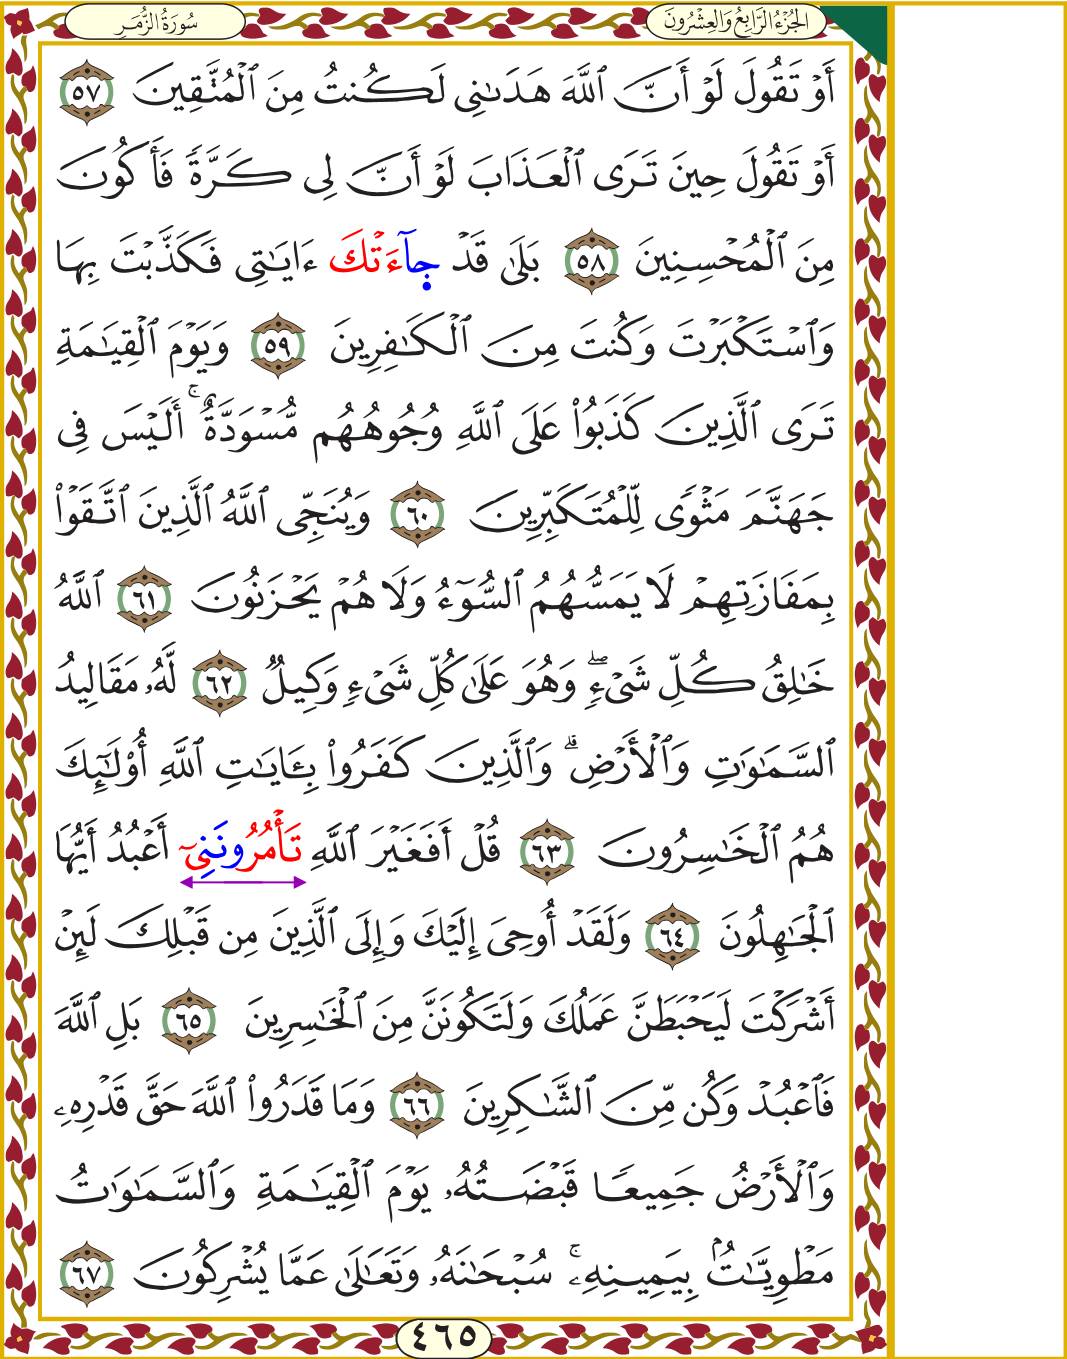 الجُزْءُ الرَّابِعُ وَالعِشْرُونَ
سُورَةُ الزُّمَرِ
أَوْ تَقُولَ لَوْ أَنَّ ٱللَّهَ هَدَىٰنِى لَكُنتُ مِنَ ٱلْمُتَّقِينَ ٥٧
أَوْ تَقُولَ حِينَ تَرَى ٱلْعَذَابَ لَوْ أَنَّ لِى كَرَّةً فَأَكُونَ
مِنَ ٱلْمُحْسِنِينَ ٥٨ بَلَىٰ قَدْ جِآءَتْكَ ءَايَٰتِى فَكَذَّبْتَ بِهَا
وَٱسْتَكْبَرْتَ وَكُنتَ مِنَ ٱلْكَٰفِرِينَ ٥٩ وَيَوْمَ ٱلْقِيَٰمَةِ
تَرَى ٱلَّذِينَ كَذَبُوا۟ عَلَى ٱللَّهِ وُجُوهُهُم مُّسْوَدَّةٌ ۚ أَلَيْسَ فِى
جَهَنَّمَ مَثْوًى لِّلْمُتَكَبِّرِينَ ٦٠ وَيُنَجِّى ٱللَّهُ ٱلَّذِينَ ٱتَّقَوْا۟
بِمَفَازَتِهِمْ لَا يَمَسُّهُمُ ٱلسُّوٓءُ وَلَا هُمْ يَحْزَنُونَ ٦١ ٱللَّهُ
خَٰلِقُ كُلِّ شَىْءٍ ۖ وَهُوَ عَلَىٰ كُلِّ شَىْءٍ وَكِيلٌ ٦٢ لَّهُۥ مَقَالِيدُ
ٱلسَّمَٰوَٰتِ وَٱلْأَرْضِ ۗ وَٱلَّذِينَ كَفَرُوا۟ بِـَٔايَٰتِ ٱللَّهِ أُو۟لَٰٓئِكَ
هُمُ ٱلْخَٰسِرُونَ ٦٣ قُلْ أَفَغَيْرَ ٱللَّهِ تَأْمُرُونَنِىٓ أَعْبُدُ أَيُّهَا
ٱلْجَٰهِلُونَ ٦٤ وَلَقَدْ أُوحِىَ إِلَيْكَ وَإِلَى ٱلَّذِينَ مِن قَبْلِكَ لَئِنْ
أَشْرَكْتَ لَيَحْبَطَنَّ عَمَلُكَ وَلَتَكُونَنَّ مِنَ ٱلْخَٰسِرِينَ ٦٥ بَلِ ٱللَّهَ
فَٱعْبُدْ وَكُن مِّنَ ٱلشَّٰكِرِينَ ٦٦ وَمَا قَدَرُوا۟ ٱللَّهَ حَقَّ قَدْرِهِۦ
وَٱلْأَرْضُ جَمِيعًا قَبْضَتُهُۥ يَوْمَ ٱلْقِيَٰمَةِ وَٱلسَّمَٰوَٰتُ
مَطْوِيَّٰتٌۢ بِيَمِينِهِۦ ۚ سُبْحَٰنَهُۥ وَتَعَٰلَىٰ عَمَّا يُشْرِكُونَ ٦٧
٤٦٥